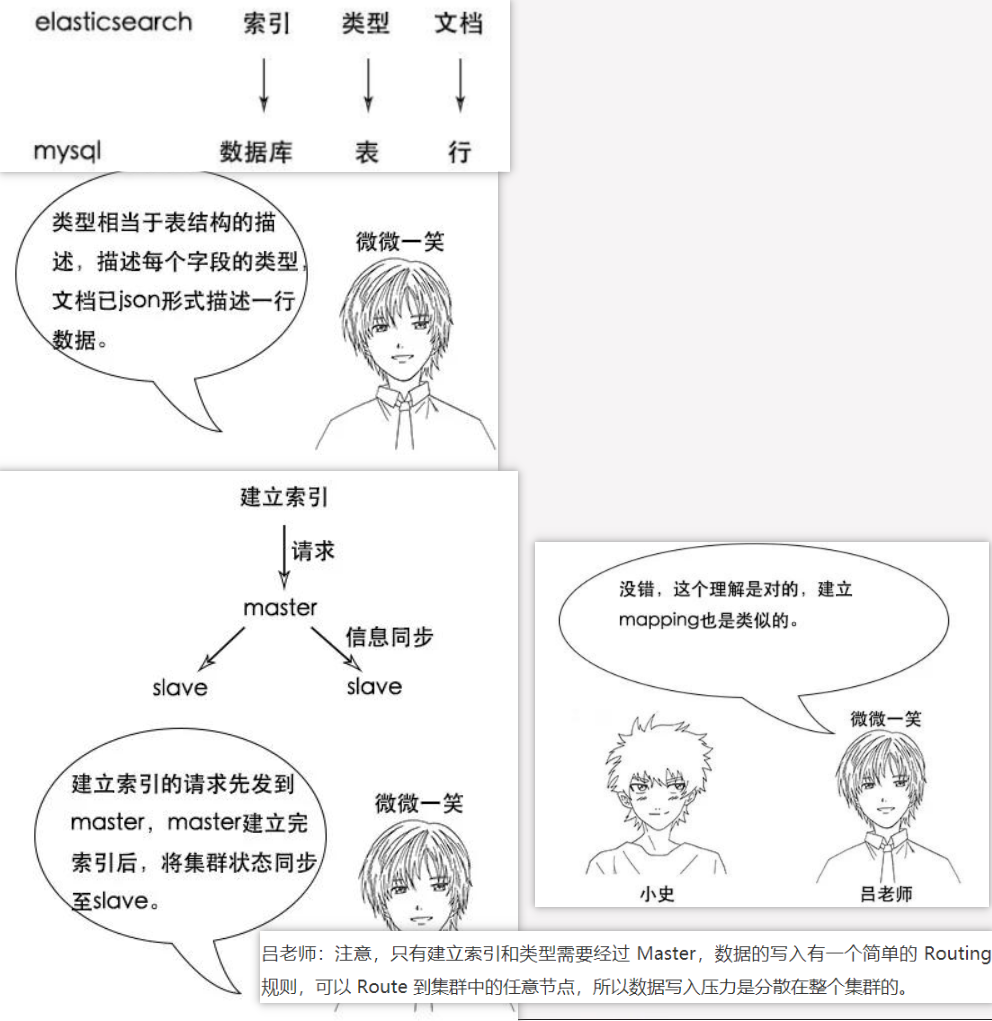 elasticsearch 索引 类型 文档
mysql 数据库 表 行
类型相当于表结构的描
述，描述每个字段的类型，
文档已json形式描述一行
数据。
微微一笑
建立索引
请求
master
信息同步
slave slave
建立索引的请求先发到
master，master建立完
索引后，将集群状态同步
至slave。
微微一笑
没错，这个理解是对的，建立
mapping也是类似的。
微微一笑
小史 吕老师
吕老师：注意，只有建立索引和类型需要经过 Master，数据的写入有一个简单的 Routing
规则，可以 Route 到集群中的任意节点，所以数据写入压力是分散在整个集群的。